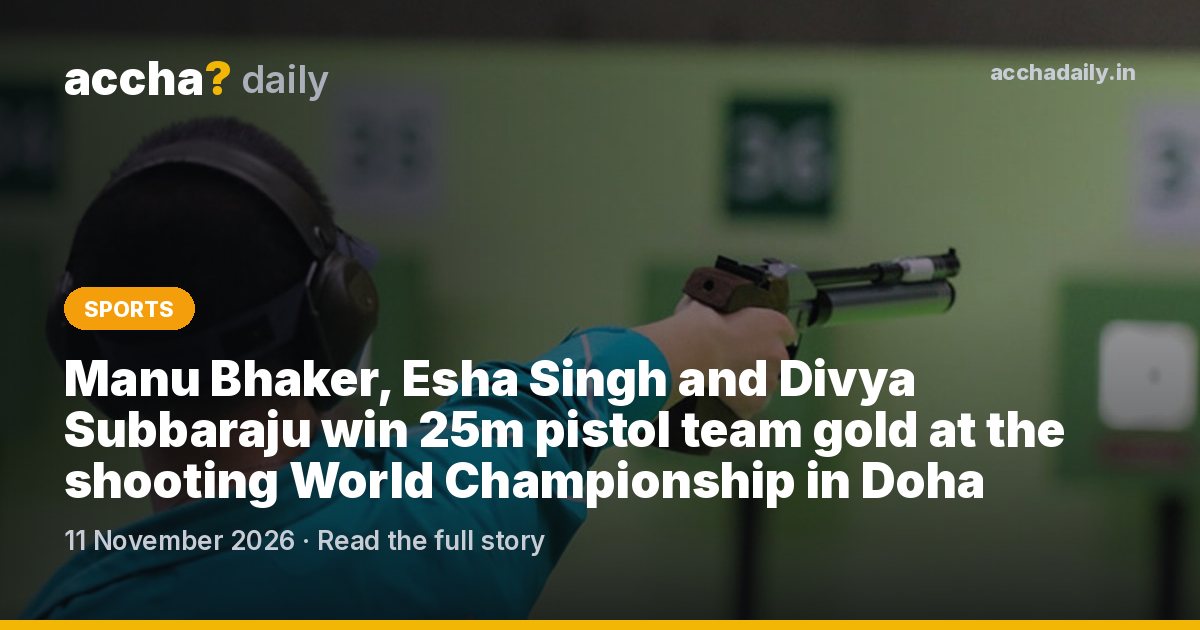 accha? daily
acchadaily.in
36
SPORTS
Manu Bhaker, Esha Singh and Divya
Subbaraju win 25m pistol team gold at the
shooting World Championship in Doha
11 November 2026 · Read the full story